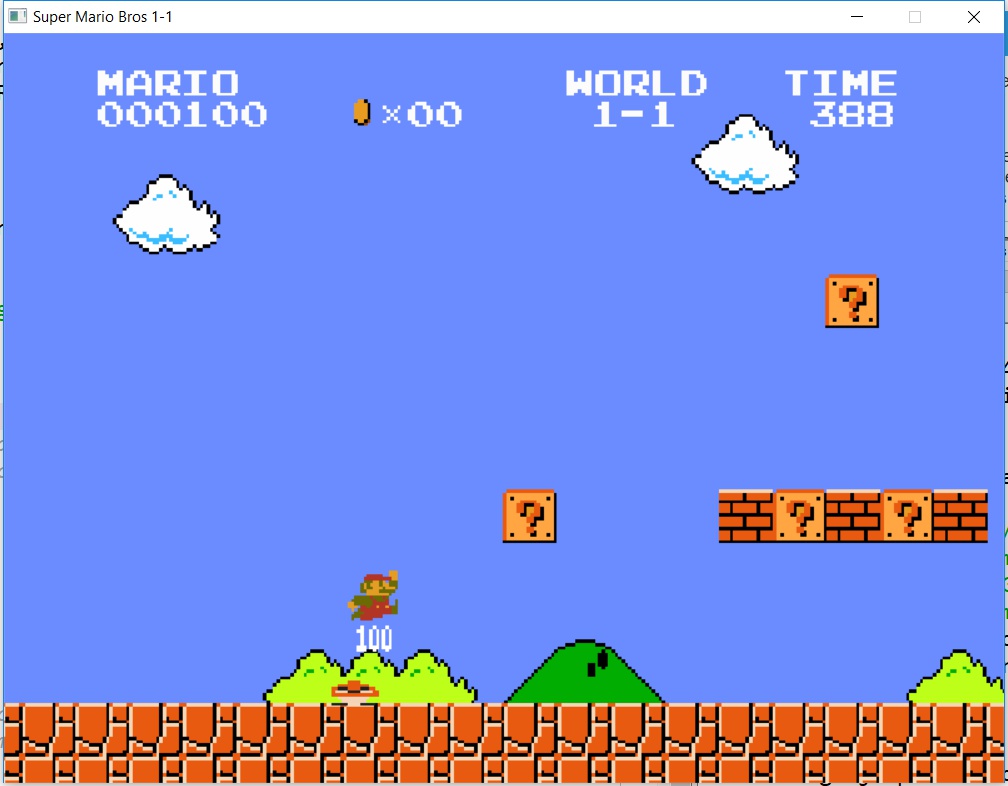 Super Mario Bros 1-1
MARIO WORLD TIME
000100 ×00 1-1 388
?
? ? ?
100